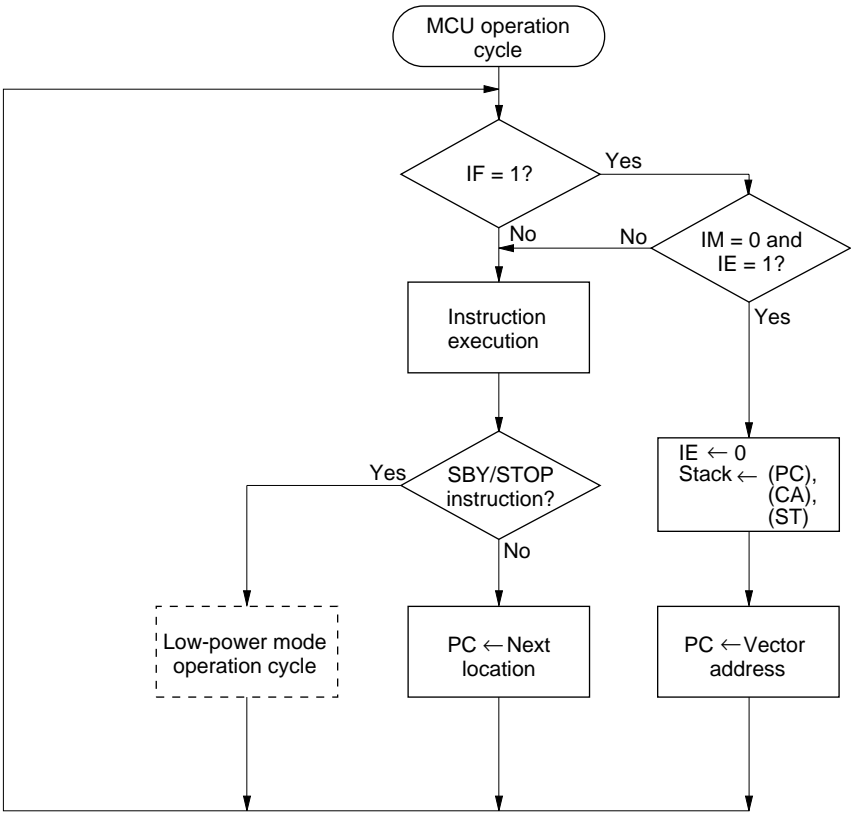 MCU operation
cycle
IF = 1?
Yes
No
No
IM = 0 and
IE = 1?
Yes
Instruction
execution
Yes
SBY/STOP
instruction?
No
IE ← 0
Stack ← (PC),
(CA),
(ST)
Low-power mode
operation cycle
PC ← Next
location
PC ← Vector
address